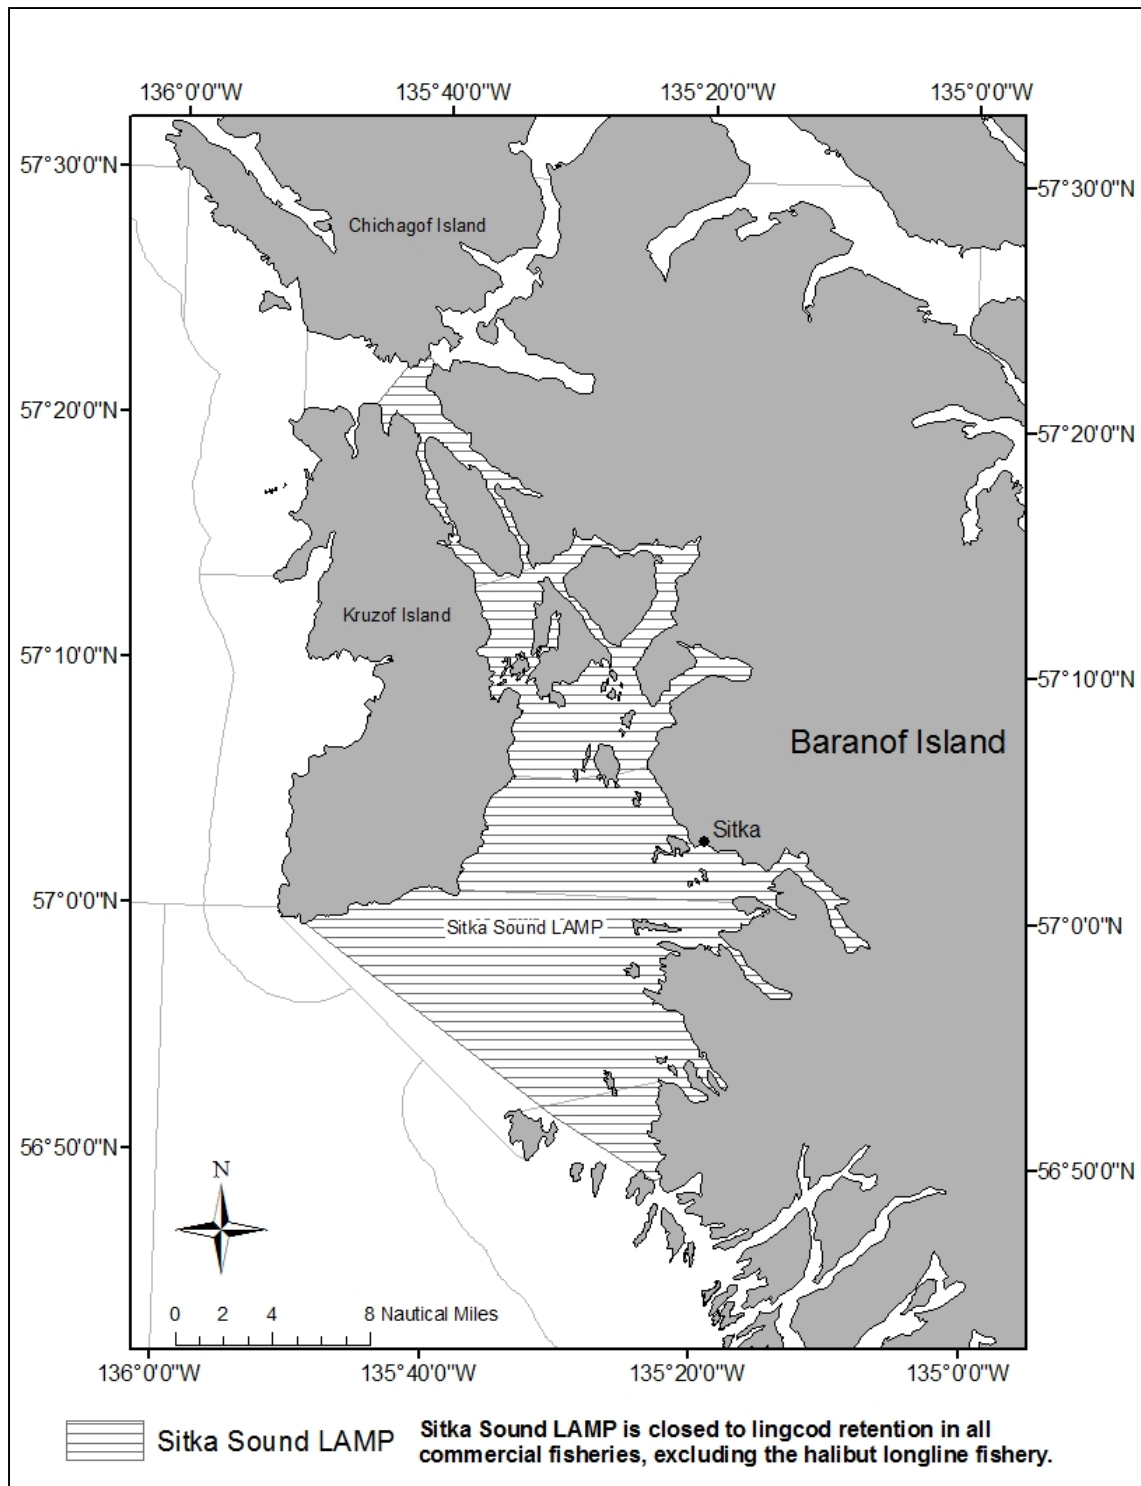 136°0'0"W 135°40'0"W 135°20'0"W 135°0'0"W
57°30'0"N
57°30'0"N
Chichagof Island
57°20'0"N
57°20'0"N
Kruzof Island
57°10'0"N
57°10'0"N
Baranof Island
Sitka
57°0'0"N
57°0'0"N
Sitka Sound LAMP
56°50'0"N
56°50'0"N
N
0 2 4 8 Nautical Miles
136°0'0"W 135°40'0"W 135°20'0"W 135°0'0"W
Sitka Sound LAMP
Sitka Sound LAMP is closed to lingcod retention in all
commercial fisheries, excluding the halibut longline fishery.